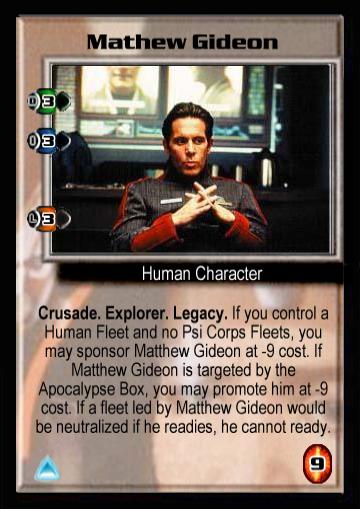 Mathew Gideon
D 3
D 3
L 3
Human Character
Crusade. Explorer. Legacy. If you control a
Human Fleet and no Psi Corps Fleets, you
may sponsor Matthew Gideon at -9 cost. If
Matthew Gideon is targeted by the
Apocalypse Box, you may promote him at -9
cost. If a fleet led by Matthew Gideon would
be neutralized if he readies, he cannot ready.
9